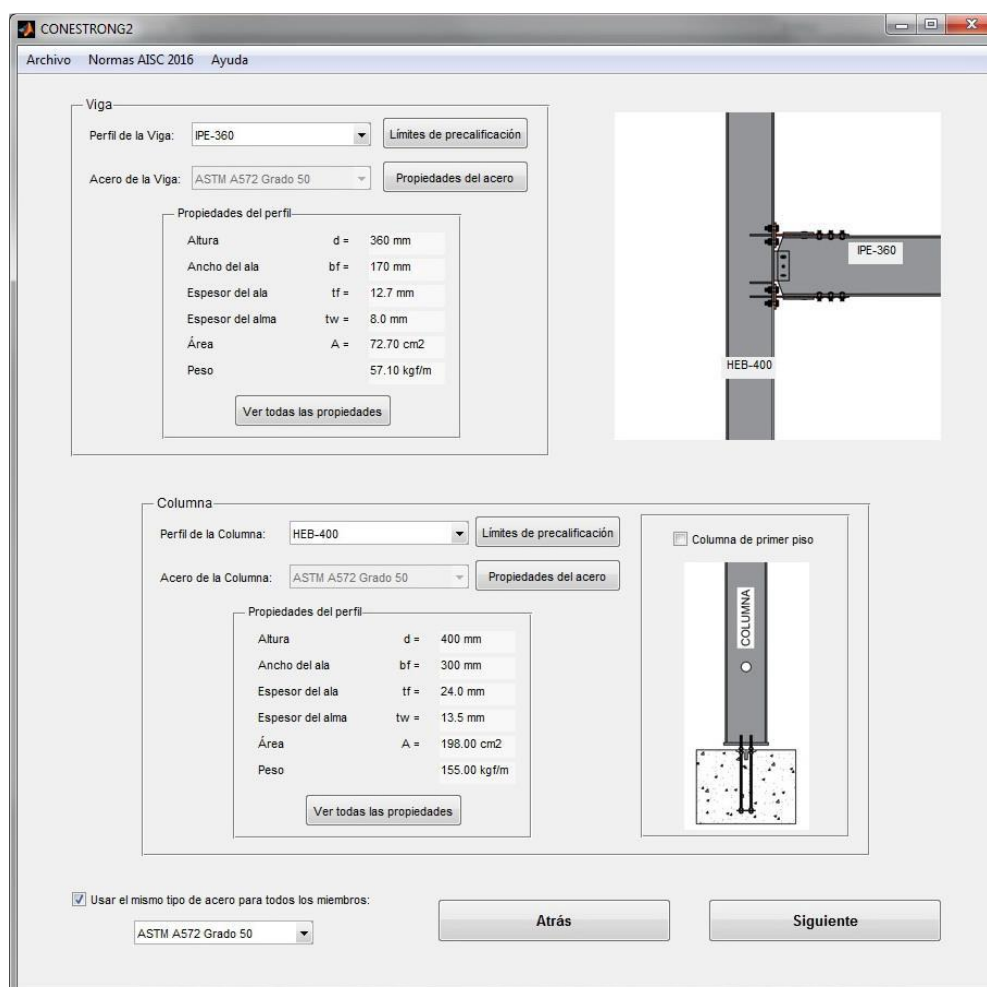 CONESTRONG2
Archivo Normas AISC 2016 Ayuda
Viga
Perfil de la Viga: IPE-360 Límites de precalificación
Acero de la Viga: ASTM A572 Grado 50 Propiedades del acero
Propiedades del perfil
Altura d = 360 mm
Ancho del ala bf = 170 mm
Espesor del ala tf = 12.7 mm
Espesor del alma tw = 8.0 mm
Área A = 72.70 cm2
Peso 57.10 kgf/m
Ver todas las propiedades
IPE-360
HEB-400
Columna
Perfil de la Columna: HEB-400 Límites de precalificación
Acero de la Columna: ASTM A572 Grado 50 Propiedades del acero
Propiedades del perfil
Altura d = 400 mm
Ancho del ala bf = 300 mm
Espesor del ala tf = 24.0 mm
Espesor del alma tw = 13.5 mm
Área A = 198.00 cm2
Peso 155.00 kgf/m
Ver todas las propiedades
Columna de primer piso
COLUMNA
Usar el mismo tipo de acero para todos los miembros:
ASTM A572 Grado 50
Atrás
Siguiente